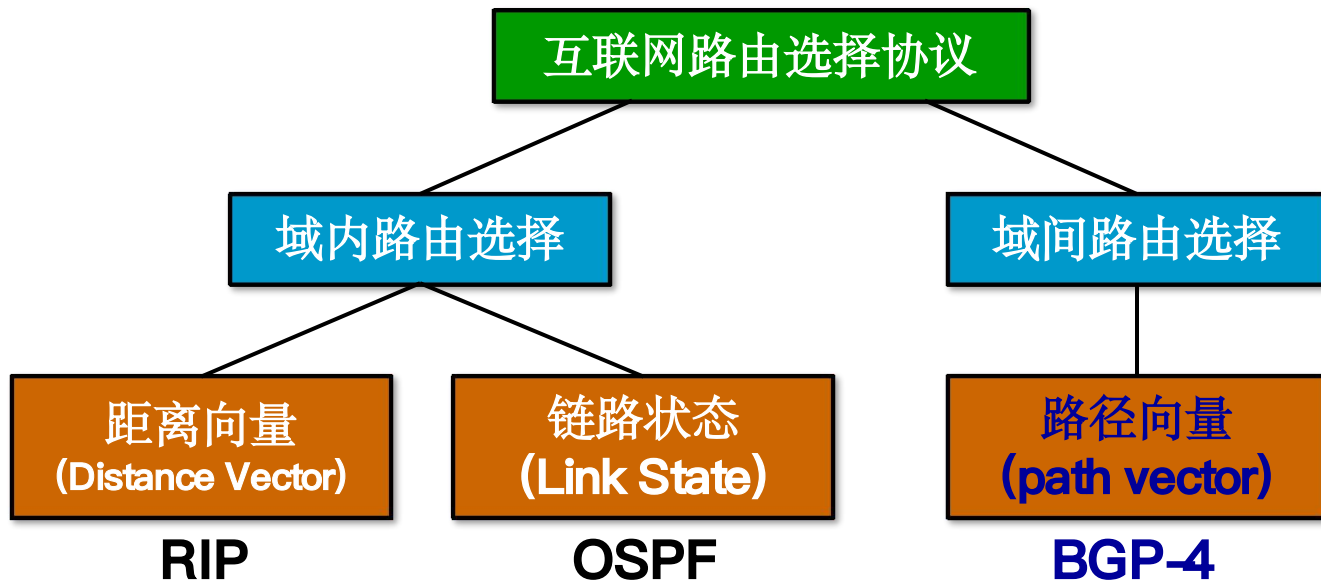 互联网路由选择协议
域内路由选择
域间路由选择
距离向量
(Distance Vector)
链路状态
(Link State)
路径向量
(path vector)
RIP
OSPF
BGP-4